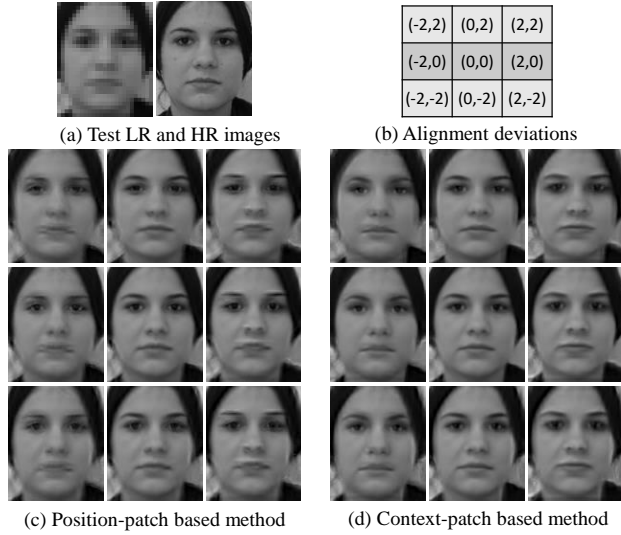 (-2,2) (0,2) (2,2)
(-2,0) (0,0) (2,0)
(-2,-2) (0,-2) (2,-2)
(a) Test LR and HR images
(b) Alignment deviations
(c) Position-patch based method
(d) Context-patch based method